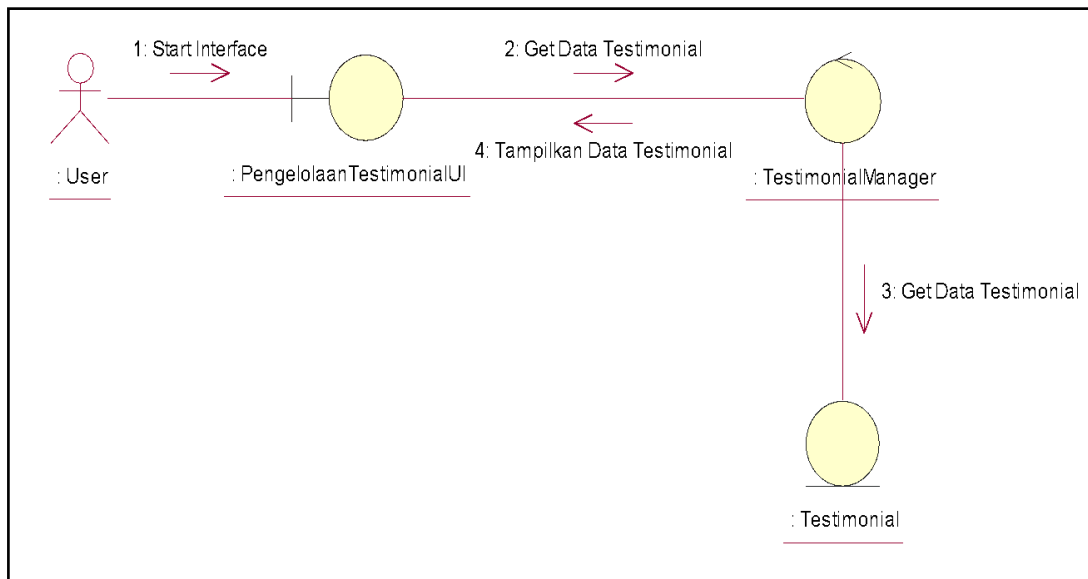 1: Start Interface
2: Get Data Testimonial
4: Tampilkan Data Testimonial
: User
: PengelolaanTestimonialUI
: TestimonialManager
3: Get Data Testimonial
: Testimonial